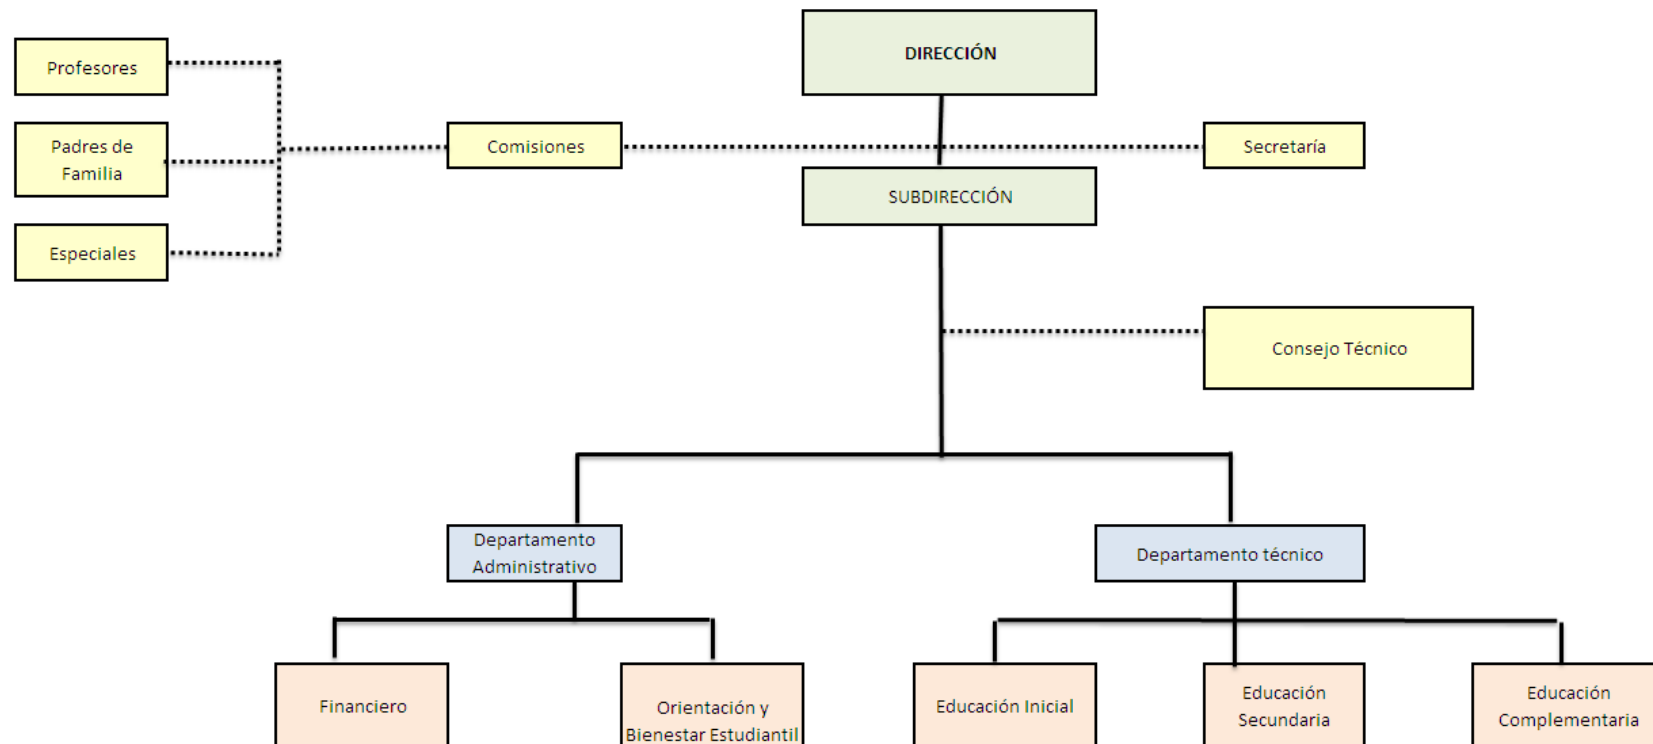 DIRECCIÓN
Profesores
Padres de
Familia
Comisiones
Secretaría
SUBDIRECCIÓN
Especiales
Consejo Técnico
Departamento
Administrativo
Departamento técnico
Financiero
Orientación y
Bienestar Estudiantil
Educación Inicial
Educación
Secundaria
Educación
Complementaria